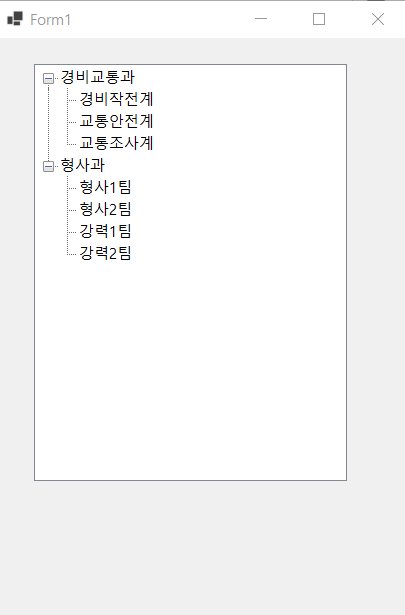 Form1
경비교통과
경비작전계
교통안전계
교통조사계
형사과
형사1팀
형사2팀
강력1팀
강력2팀